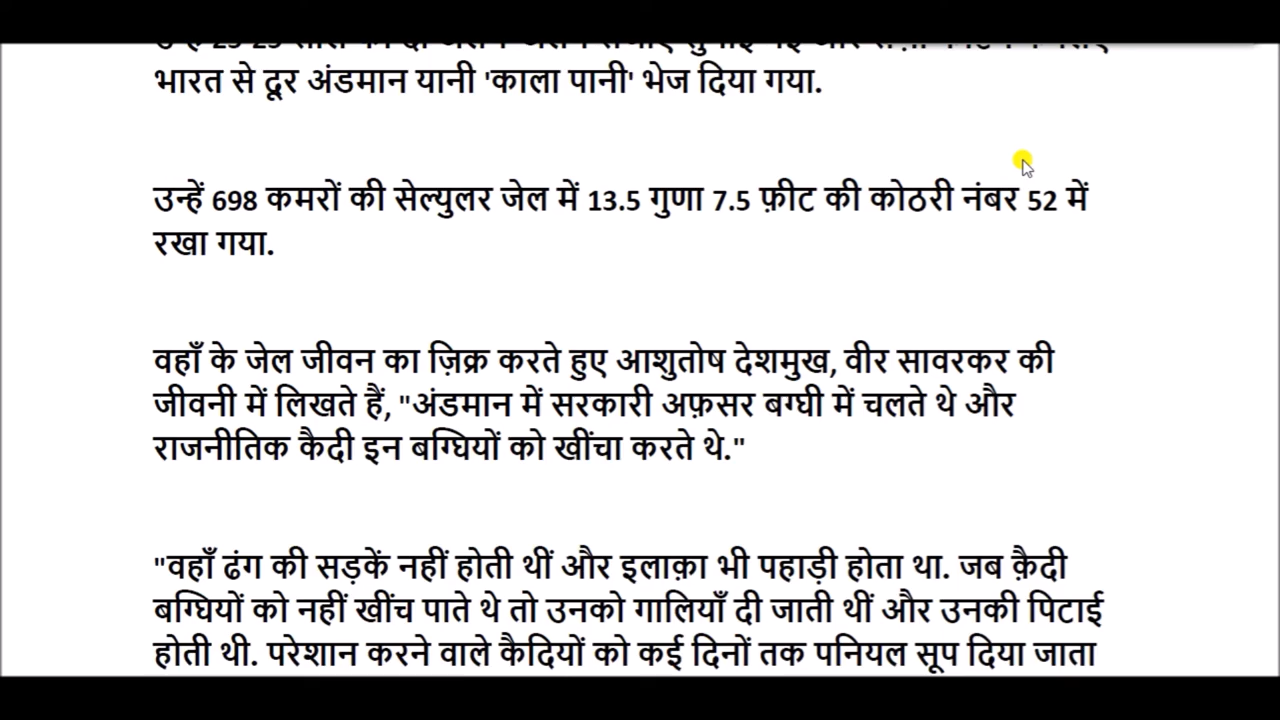 भारत से दूर अंडमान यानी 'काला पानी' भेज दिया गया.
उन्हें 698 कमरों की सेल्युलर जेल में 13.5 गुणा 7.5 फ़ीट की कोठरी नंबर 52 में
रखा गया.
वहाँ के जेल जीवन का ज़िक्र करते हुए आशुतोष देशमुख, वीर सावरकर की
जीवनी में लिखते हैं, "अंडमान में सरकारी अफ़सर बग्घी में चलते थे और
राजनीतिक कैदी इन बग्घियों को खींचा करते थे."
"वहाँ ढंग की सड़कें नहीं होती थीं और इलाक़ा भी पहाड़ी होता था. जब क़ैदी
बग्घियों को नहीं खींच पाते थे तो उनको गालियाँ दी जाती थीं और उनकी पिटाई
होती थी. परेशान करने वाले कैदियों को कई दिनों तक पनियल सूप दिया जाता